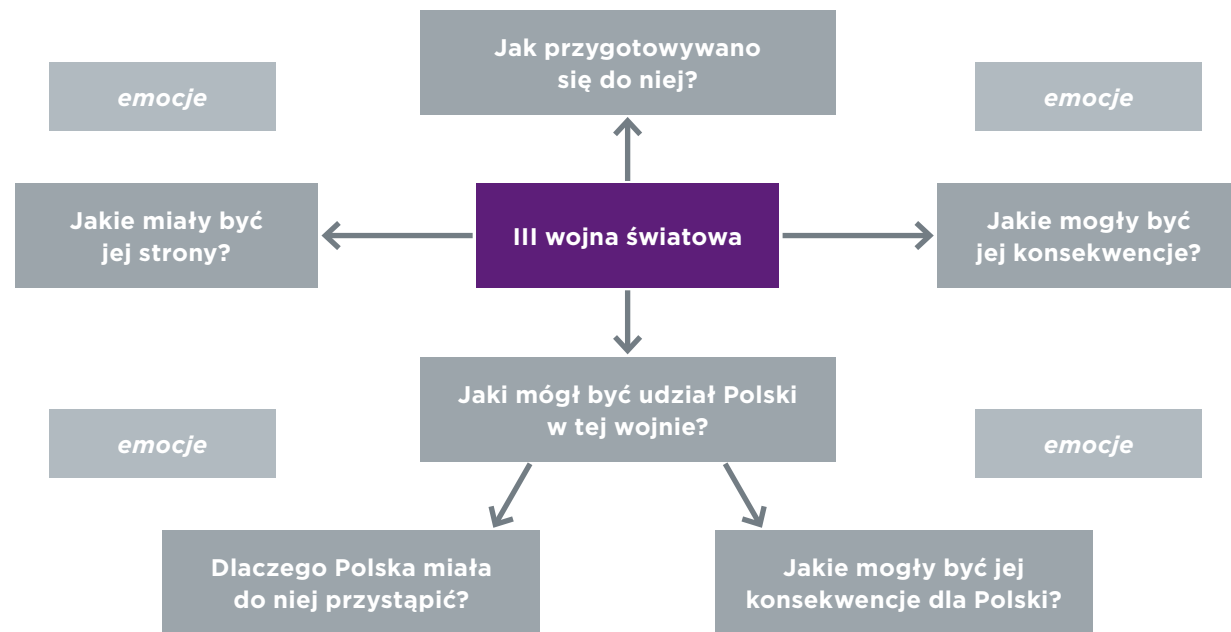 Jak przygotowywano
się do niej?
emocje
emocje
Jakie miały być
jej strony?
III wojna światowa
Jakie mogły być
jej konsekwencje?
Jaki mógł być udział Polski
w tej wojnie?
emocje
emocje
Dlaczego Polska miała
do niej przystąpić?
Jakie mogły być jej
konsekwencje dla Polski?